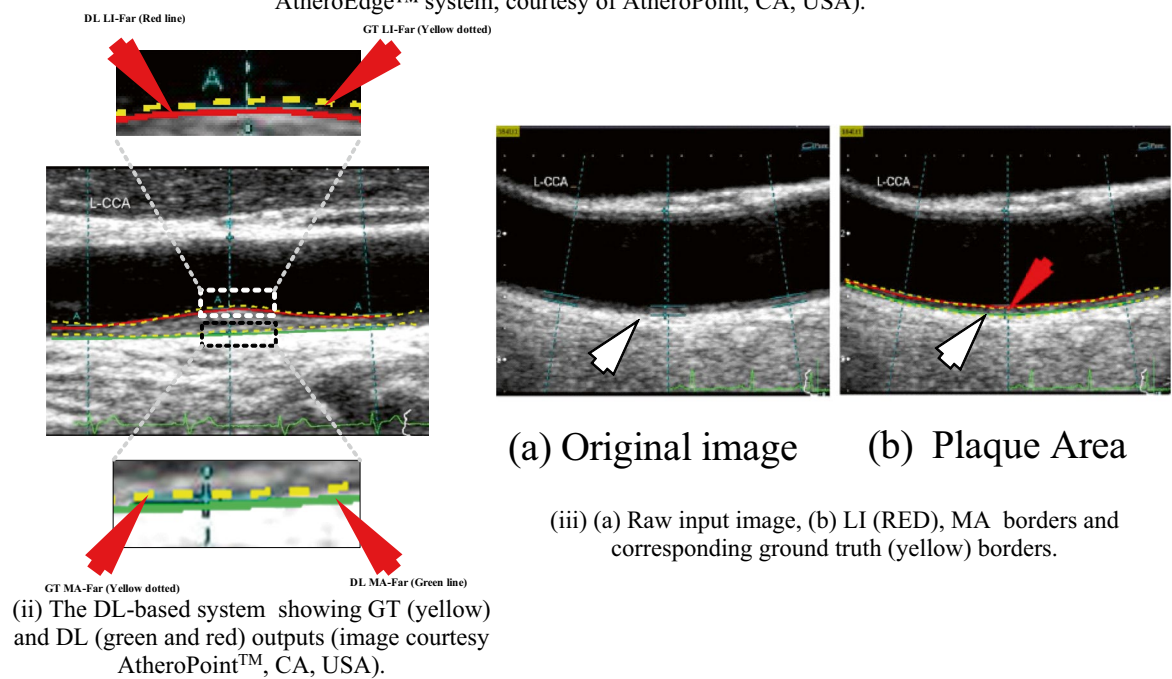 AtheroEdge™ system, courtesy of AtheroPoint, CA, USA).
DL LI-Far (Red line)
GT LI-Far (Yellow dotted)
A
L-CCA
A
A
A
GT MA-Far (Yellow dotted)
DL MA-Far (Green line)
(ii) The DL-based system showing GT (yellow)
and DL (green and red) outputs (image courtesy
AtheroPoint™, CA, USA).
L-CCA
L-CCA
(a) Original image
(b) Plaque Area
(iii) (a) Raw input image, (b) LI (RED), MA borders and
corresponding ground truth (yellow) borders.